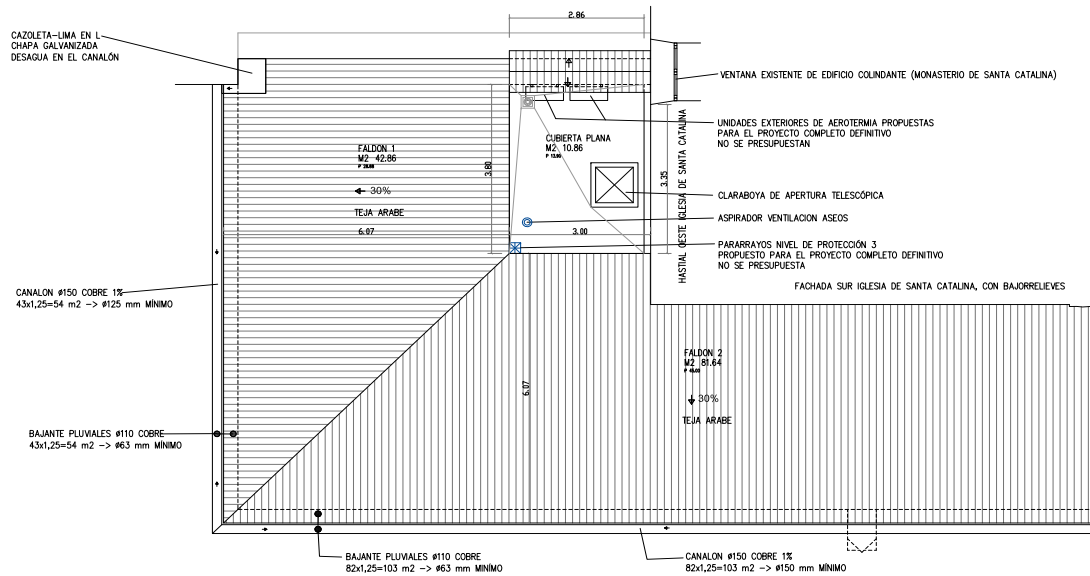 2.86
CAZOLETA-LIMA EN L
CHAPA GALVANIZADA
DESAGUA EN EL CANALÓN
VENTANA EXISTENTE DE EDIFICIO COLINDANTE (MONASTERIO DE SANTA CATALINA)
UNIDADES EXTERIORES DE AEROTERMIA PROPUESTAS
PARA EL PROYECTO COMPLETO DEFINITIVO
NO SE PRESUPUESTAN
CUBIERTA PLANA
M2 10.86
FALDON 1
M2 42.86
30%
TEJA ARABE
6.07
3.80
3.35
3.00
HASTIAL OESTE IGLESIA DE SANTA CATALINA
CLARABOYA DE APERTURA TELESCÓPICA
ASPIRADOR VENTILACION ASEOS
PARARRAYOS NIVEL DE PROTECCIÓN 3
PROPUESTO PARA EL PROYECTO COMPLETO DEFINITIVO
NO SE PRESUPUESTA
FACHADA SUR IGLESIA DE SANTA CATALINA, CON BAJORRELIEVES
CANALON Ø150 COBRE 1%
43x1,25=54 m2 -> Ø125 mm MÍNIMO
FALDON 2
M2 81.64
30%
TEJA ARABE
6.07
BAJANTE PLUVIALES Ø110 COBRE
43x1,25=54 m2 -> Ø63 mm MÍNIMO
BAJANTE PLUVIALES Ø110 COBRE
82x1,25=103 m2 -> Ø63 mm MÍNIMO
CANALON Ø150 COBRE 1%
82x1,25=103 m2 -> Ø150 mm MÍNIMO